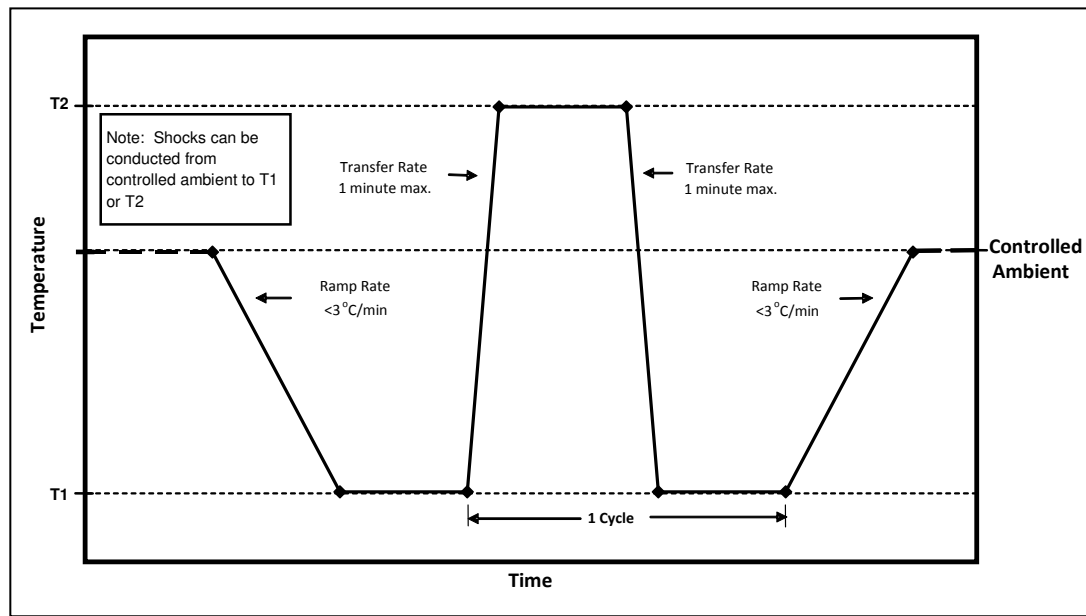 T2
Note: Shocks can be
conducted from
controlled ambient to T1
or T2
Transfer Rate
1 minute max.
Transfer Rate
1 minute max.
Temperature
Controlled
Ambient
Ramp Rate
<3°C/min
Ramp Rate
<3°C/min
T1
1 Cycle
Time